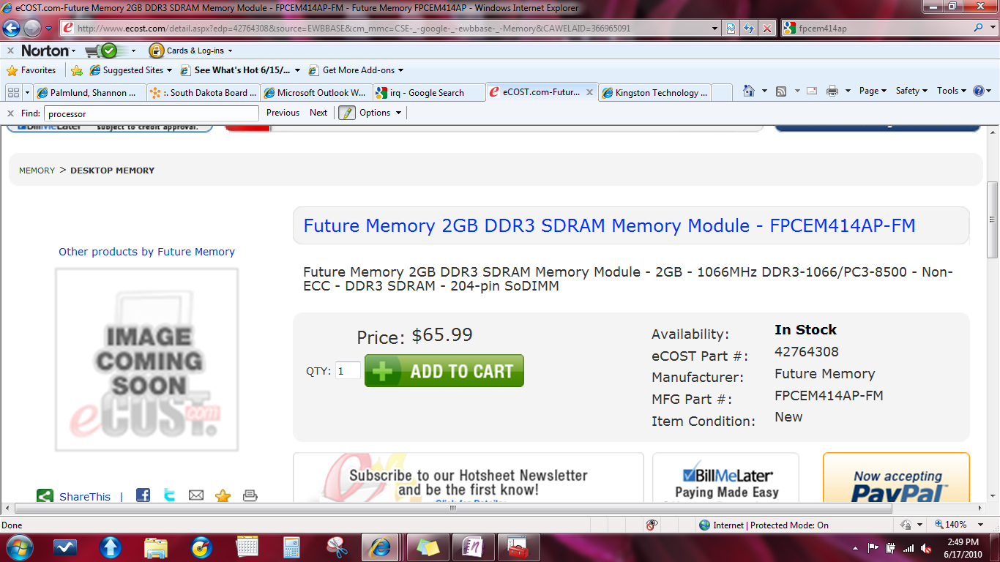 eCOST.com-Future Memory 2GB DDR3 SDRAM Memory Module - FPCEM414AP-FM - Future Memory FPCEM414AP - Windows Internet Explorer
http://www.ecost.com/detail.aspx?edp=42764308&source=EWBBASE&cm_mmc=CSE-_-google-_-ewbbase-_-Memory&CAWELAID=366965091
fpcem414ap
x Norton Cards & Log-ins
Favorites Suggested Sites See What's Hot 6/15/... Get More Add-ons
Palmlund, Shannon ... :. South Dakota Board ... Microsoft Outlook W... irq - Google Search eCOST.com-Futur... x Kingston Technology ... Page Safety Tools
x Find: processor Previous Next Options
BillMeLater subject to credit approval.
MEMORY > DESKTOP MEMORY
Future Memory 2GB DDR3 SDRAM Memory Module - FPCEM414AP-FM
Other products by Future Memory
Future Memory 2GB DDR3 SDRAM Memory Module - 2GB - 1066MHz DDR3-1066/PC3-8500 - Non-
ECC - DDR3 SDRAM - 204-pin SoDIMM
IMAGE
COMING
SOON
eCOST.com
Price: $65.99
QTY: 1 ADD TO CART
Availability: In Stock
eCOST Part #: 42764308
Manufacturer: Future Memory
MFG Part #: FPCEM414AP-FM
Item Condition: New
Subscribe to our Hotsheet Newsletter
and be the first know!
BillMeLater
Paying Made Easy
Now accepting
PayPal
ShareThis |
Done Internet | Protected Mode: On 140%
2:49 PM
6/17/2010